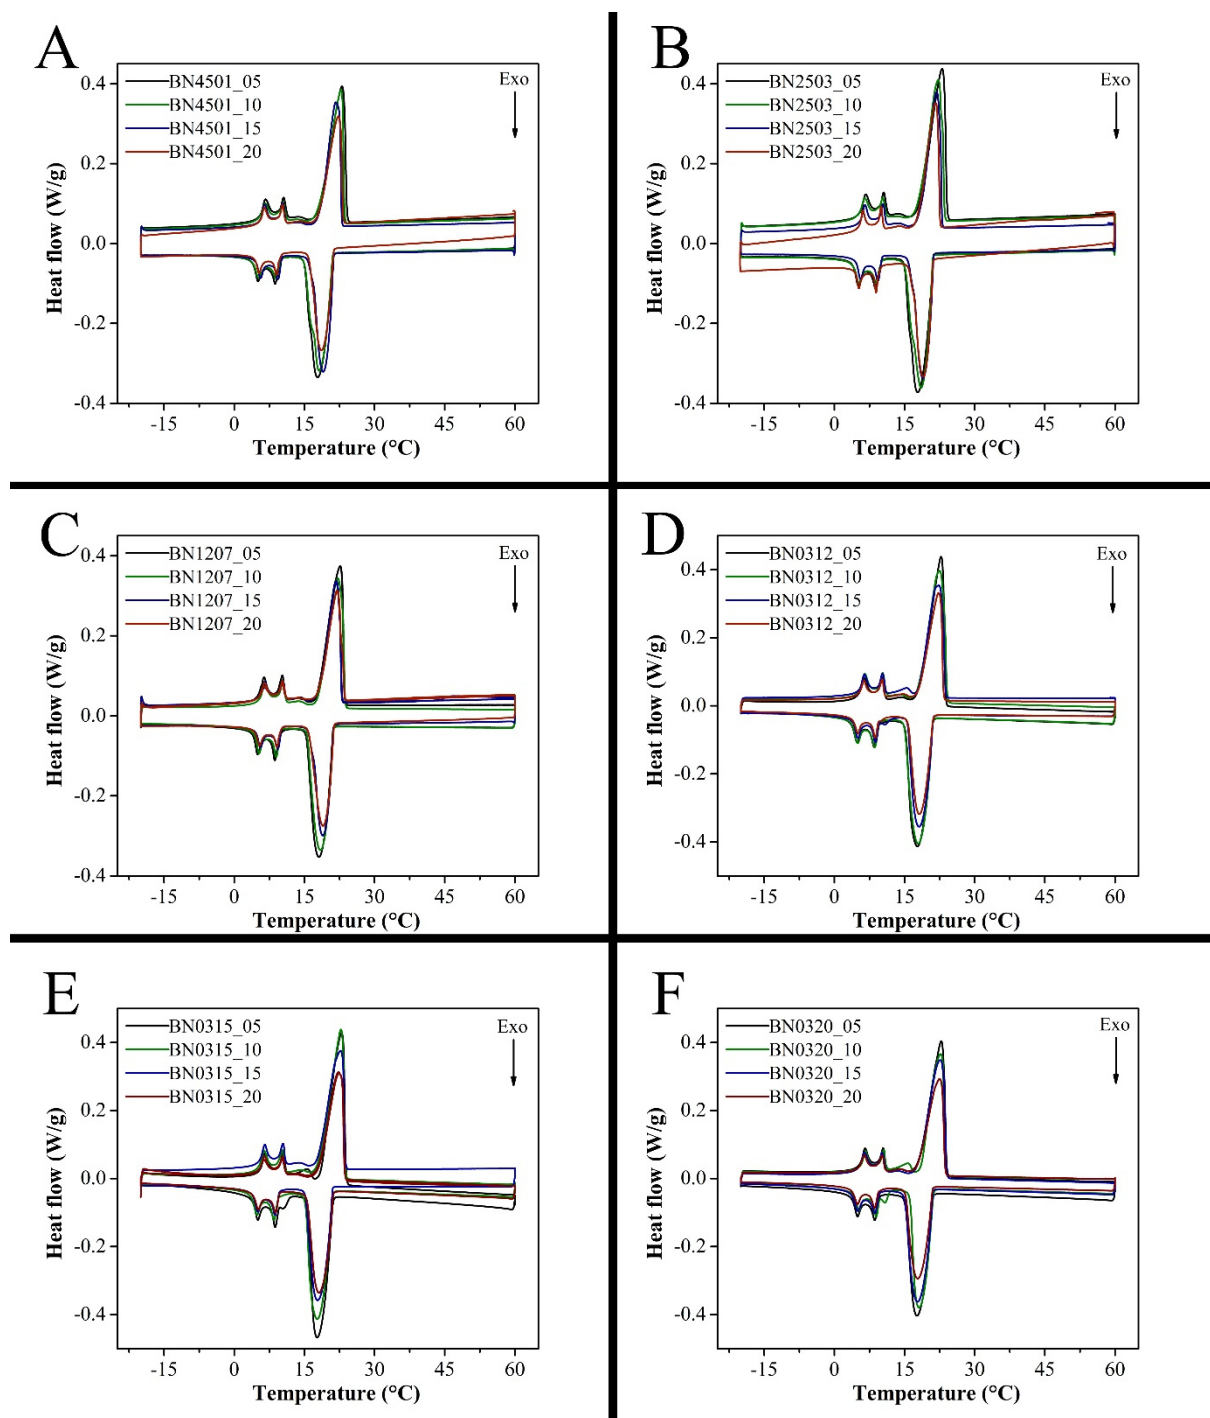 A
BN4501_05
BN4501_10
BN4501_15
BN4501_20
Exo
0.4
0.2
0.0
-0.2
-0.4
Heat flow (W/g)
-15 0 15 30 45 60
Temperature (°C)
B
BN2503_05
BN2503_10
BN2503_15
BN2503_20
Exo
0.4
0.2
0.0
-0.2
-0.4
Heat flow (W/g)
-15 0 15 30 45 60
Temperature (°C)
C
BN1207_05
BN1207_10
BN1207_15
BN1207_20
Exo
0.4
0.2
0.0
-0.2
-0.4
Heat flow (W/g)
-15 0 15 30 45 60
Temperature (°C)
D
BN0312_05
BN0312_10
BN0312_15
BN0312_20
Exo
0.4
0.2
0.0
-0.2
-0.4
Heat flow (W/g)
-15 0 15 30 45 60
Temperature (°C)
E
BN0315_05
BN0315_10
BN0315_15
BN0315_20
Exo
0.4
0.2
0.0
-0.2
-0.4
Heat flow (W/g)
-15 0 15 30 45 60
Temperature (°C)
F
BN0320_05
BN0320_10
BN0320_15
BN0320_20
Exo
0.4
0.2
0.0
-0.2
-0.4
Heat flow (W/g)
-15 0 15 30 45 60
Temperature (°C)